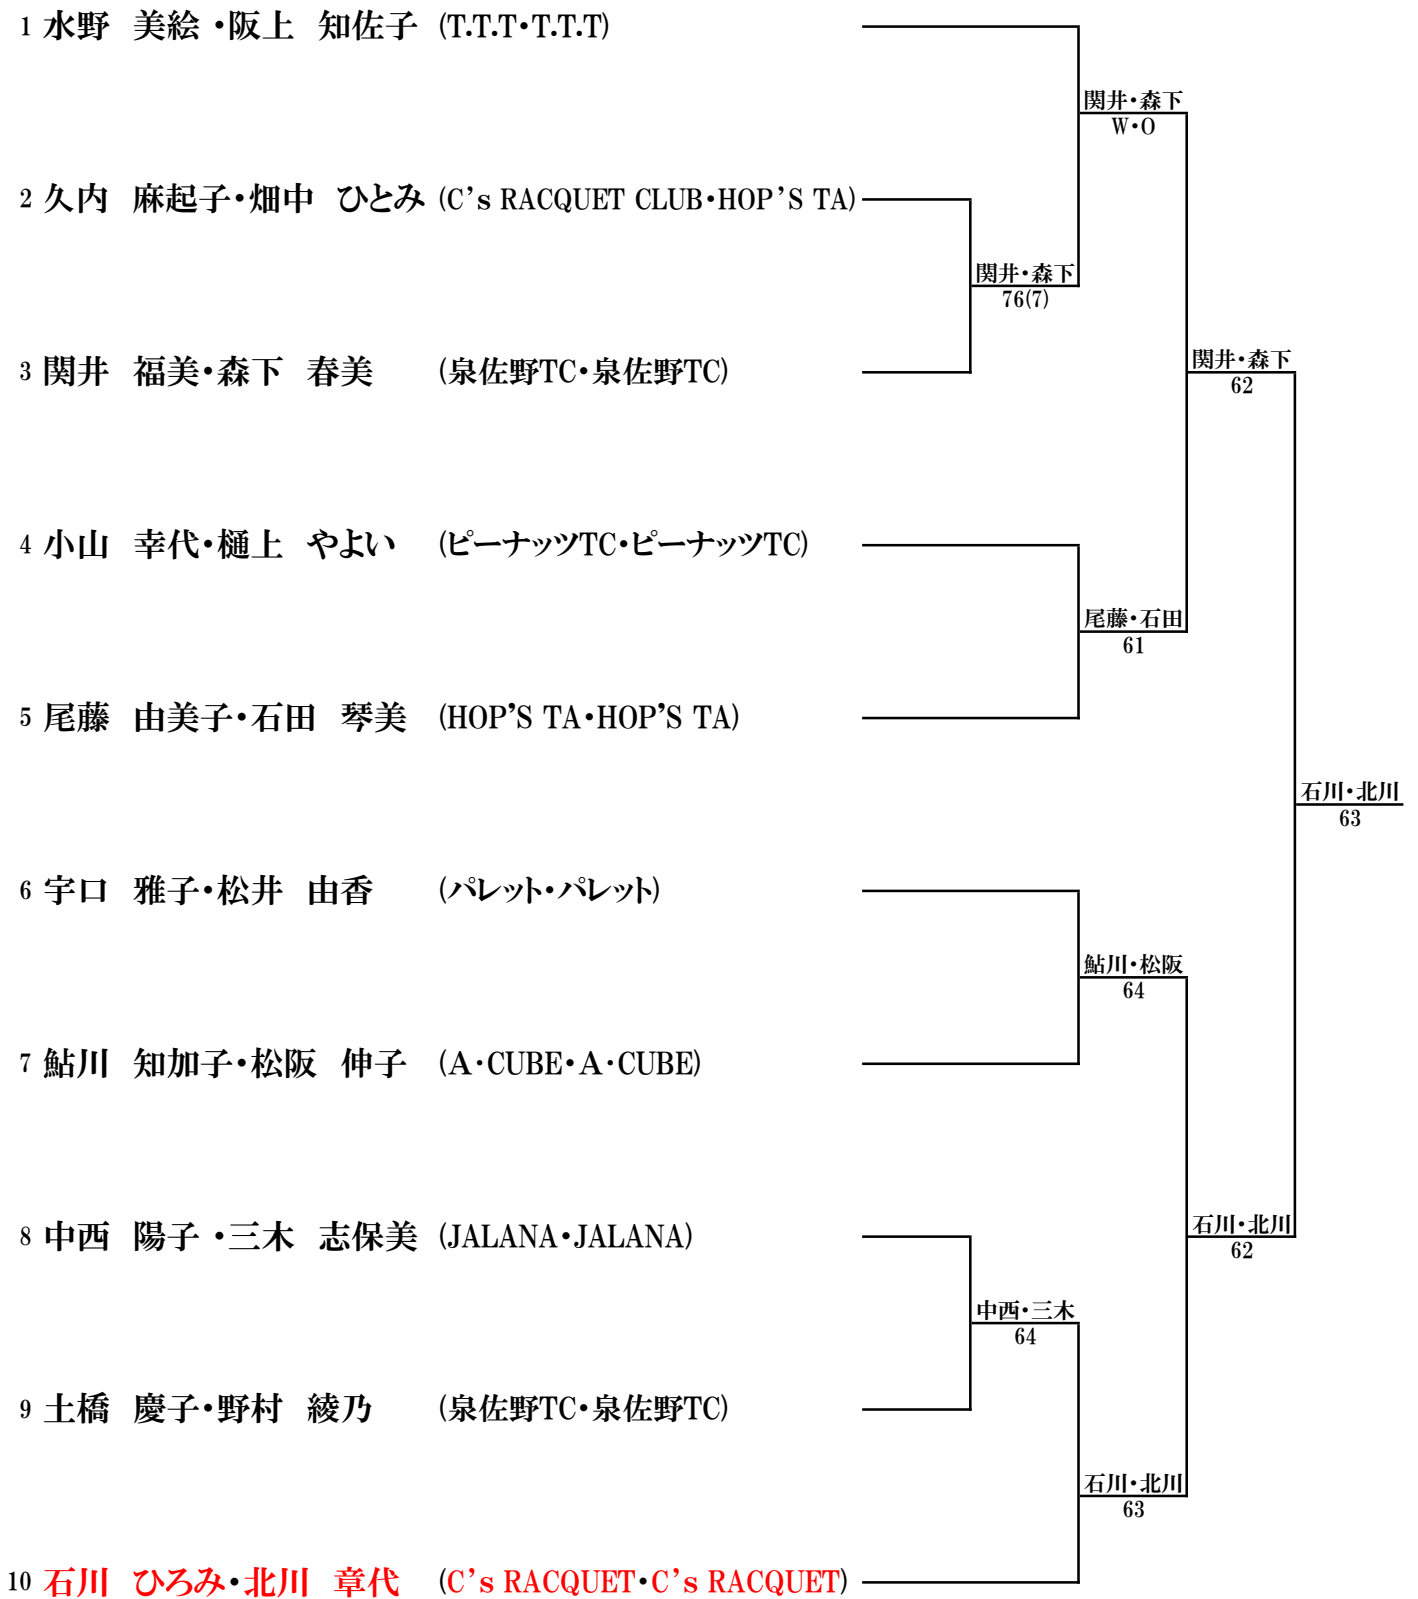 1 水野 美絵 ・阪上 知佐子 (T.T.T・T.T.T)
関井・森下
W・O
2 久内 麻起子・畑中 ひとみ (C’s RACQUET CLUB・HOP’S TA)
関井・森下
76(7)
関井・森下
62
3 関井 福美・森下 春美 (泉佐野TC・泉佐野TC)
4 小山 幸代・樋上 やよい (ピーナッツTC・ピーナッツTC)
尾藤・石田
61
5 尾藤 由美子・石田 琴美 (HOP’S TA・HOP’S TA)
石川・北川
63
6 宇口 雅子・松井 由香 (パレット・パレット)
鮎川・松阪
64
7 鮎川 知加子・松阪 伸子 (A・CUBE・A・CUBE)
8 中西 陽子 ・三木 志保美 (JALANA・JALANA)
石川・北川
62
中西・三木
64
9 土橋 慶子・野村 綾乃 (泉佐野TC・泉佐野TC)
石川・北川
63
10 石川 ひろみ・北川 章代 (C’s RACQUET・C’s RACQUET)